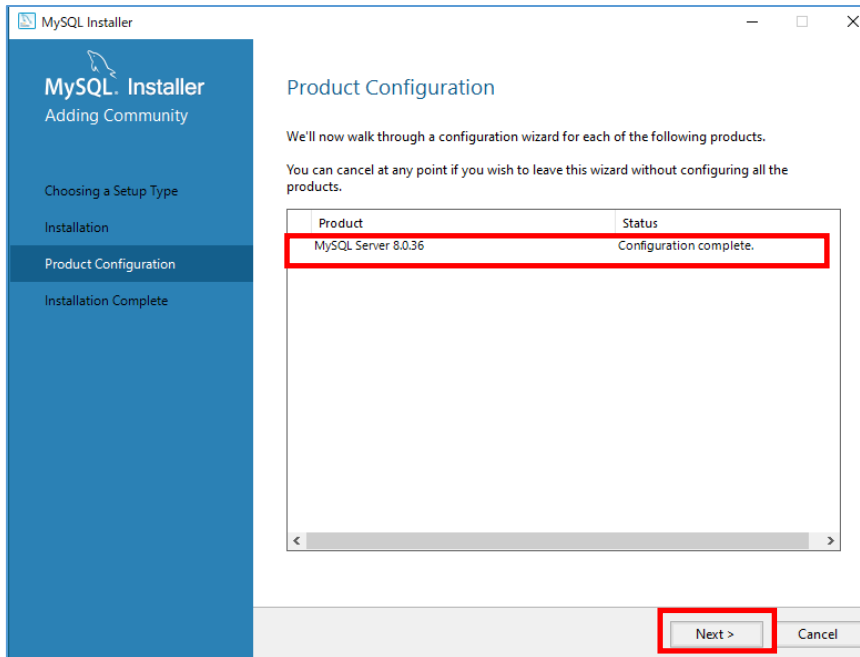 MySQL Installer
MySQL. Installer
Adding Community
Choosing a Setup Type
Installation
Product Configuration
Installation Complete
Product Configuration
We'll now walk through a configuration wizard for each of the following products.
You can cancel at any point if you wish to leave this wizard without configuring all the
products.
Product Status
MySQL Server 8.0.36 Configuration complete.
Next > Cancel